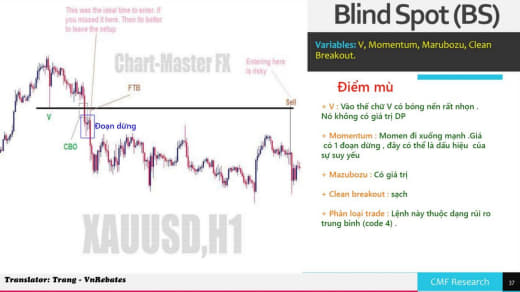 Blind Spot (BS)
Variables: V, Momentum, Marubozu, Clean
Breakout.
This was the ideal time to enter. If
you missed it here. Then its better
to leave the setup.
Chart-Master FX
Entering here
is risky
FTB
Sell
V
CBO
Đoạn dừng
XAUUSD,H1
Điểm mù
+ V : Vào thế chữ V có bóng nến rất nhọn .
Nó không có giá trị DP
+ Momentum : Momen đi xuống mạnh .Giá
có 1 đoạn dừng , đây có thể là dấu hiệu của
sự suy yếu
+ Mazubozu : Có giá trị
+ Clean breakout : sạch
+ Phân loại trade : Lệnh này thuộc dạng rủi ro
trung bình (code 4) .
Translator: Trang - VnRebates
CMF Research
37